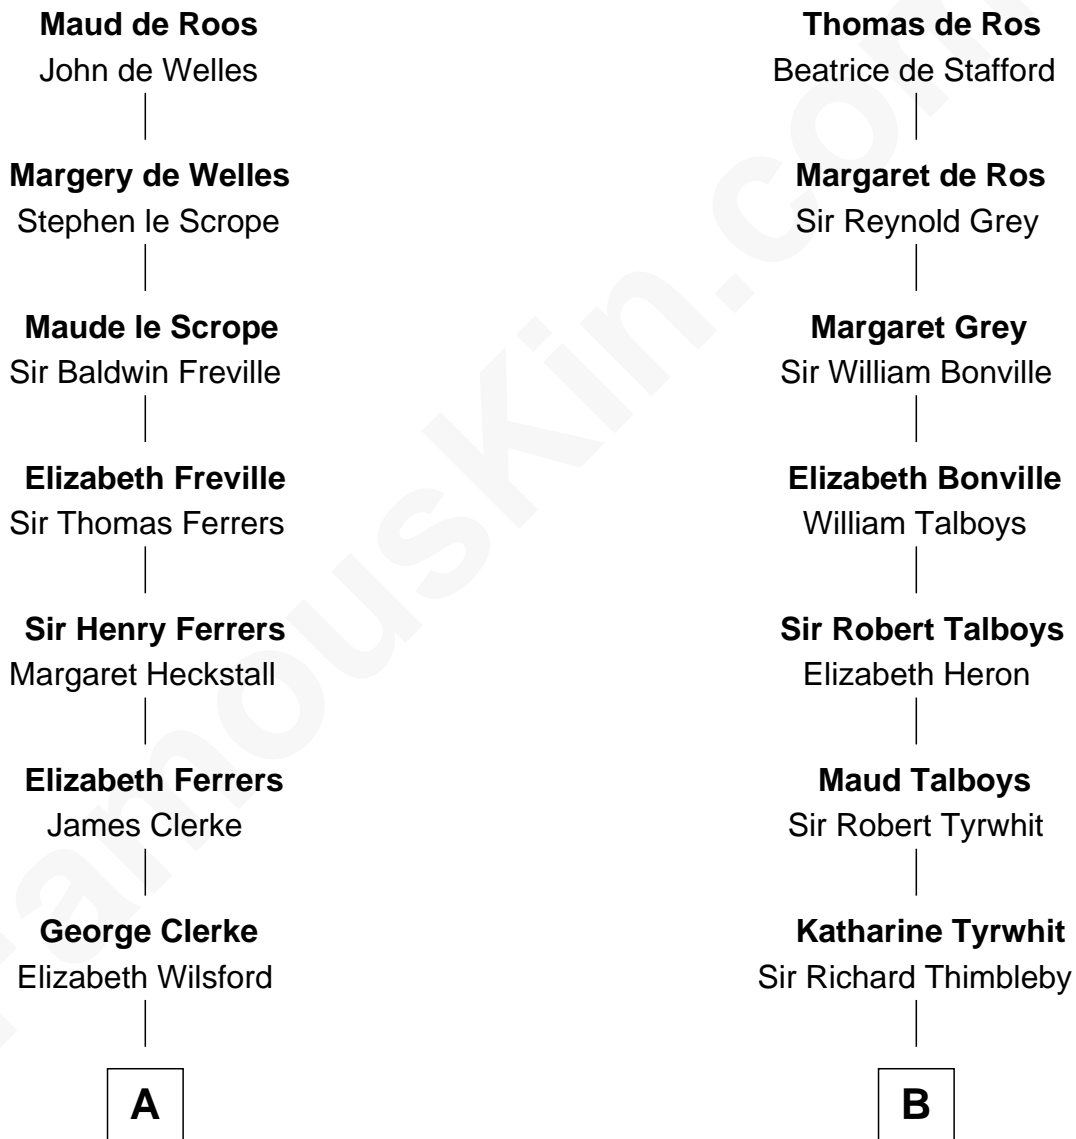 Maud de Roos
John de Welles
Margery de Welles
Stephen le Scrope
Maude le Scrope
Sir Baldwin Freville
Elizabeth Freville
Sir Thomas Ferrers
Sir Henry Ferrers
Margaret Heckstall
Elizabeth Ferrers
James Clerke
George Clerke
Elizabeth Wilsford
A
Thomas de Ros
Beatrice de Stafford
Margaret de Ros
Sir Reynold Grey
Margaret Grey
Sir William Bonville
Elizabeth Bonville
William Talboys
Sir Robert Talboys
Elizabeth Heron
Maud Talboys
Sir Robert Tyrwhit
Katharine Tyrwhit
Sir Richard Thimbleby
B
FamousKin.com